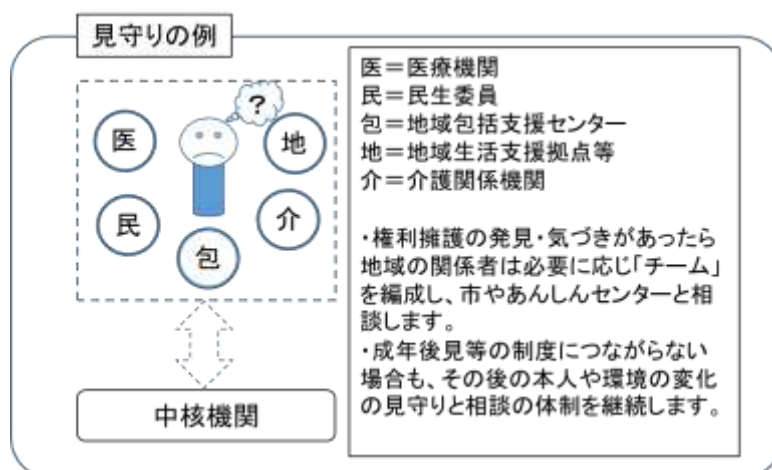 見守りの例
?
医
地
民
介
包
中核機関
医＝医療機関
民＝民生委員
包＝地域包括支援センター
地＝地域生活支援拠点等
介＝介護関係機関
・権利擁護の発見・気づきがあったら
地域の関係者は必要に応じ「チーム」
を編成し、市やあんしんセンターと相
談します。
・成年後見等の制度につながらない
場合も、その後の本人や環境の変化
の見守りと相談の体制を継続します。